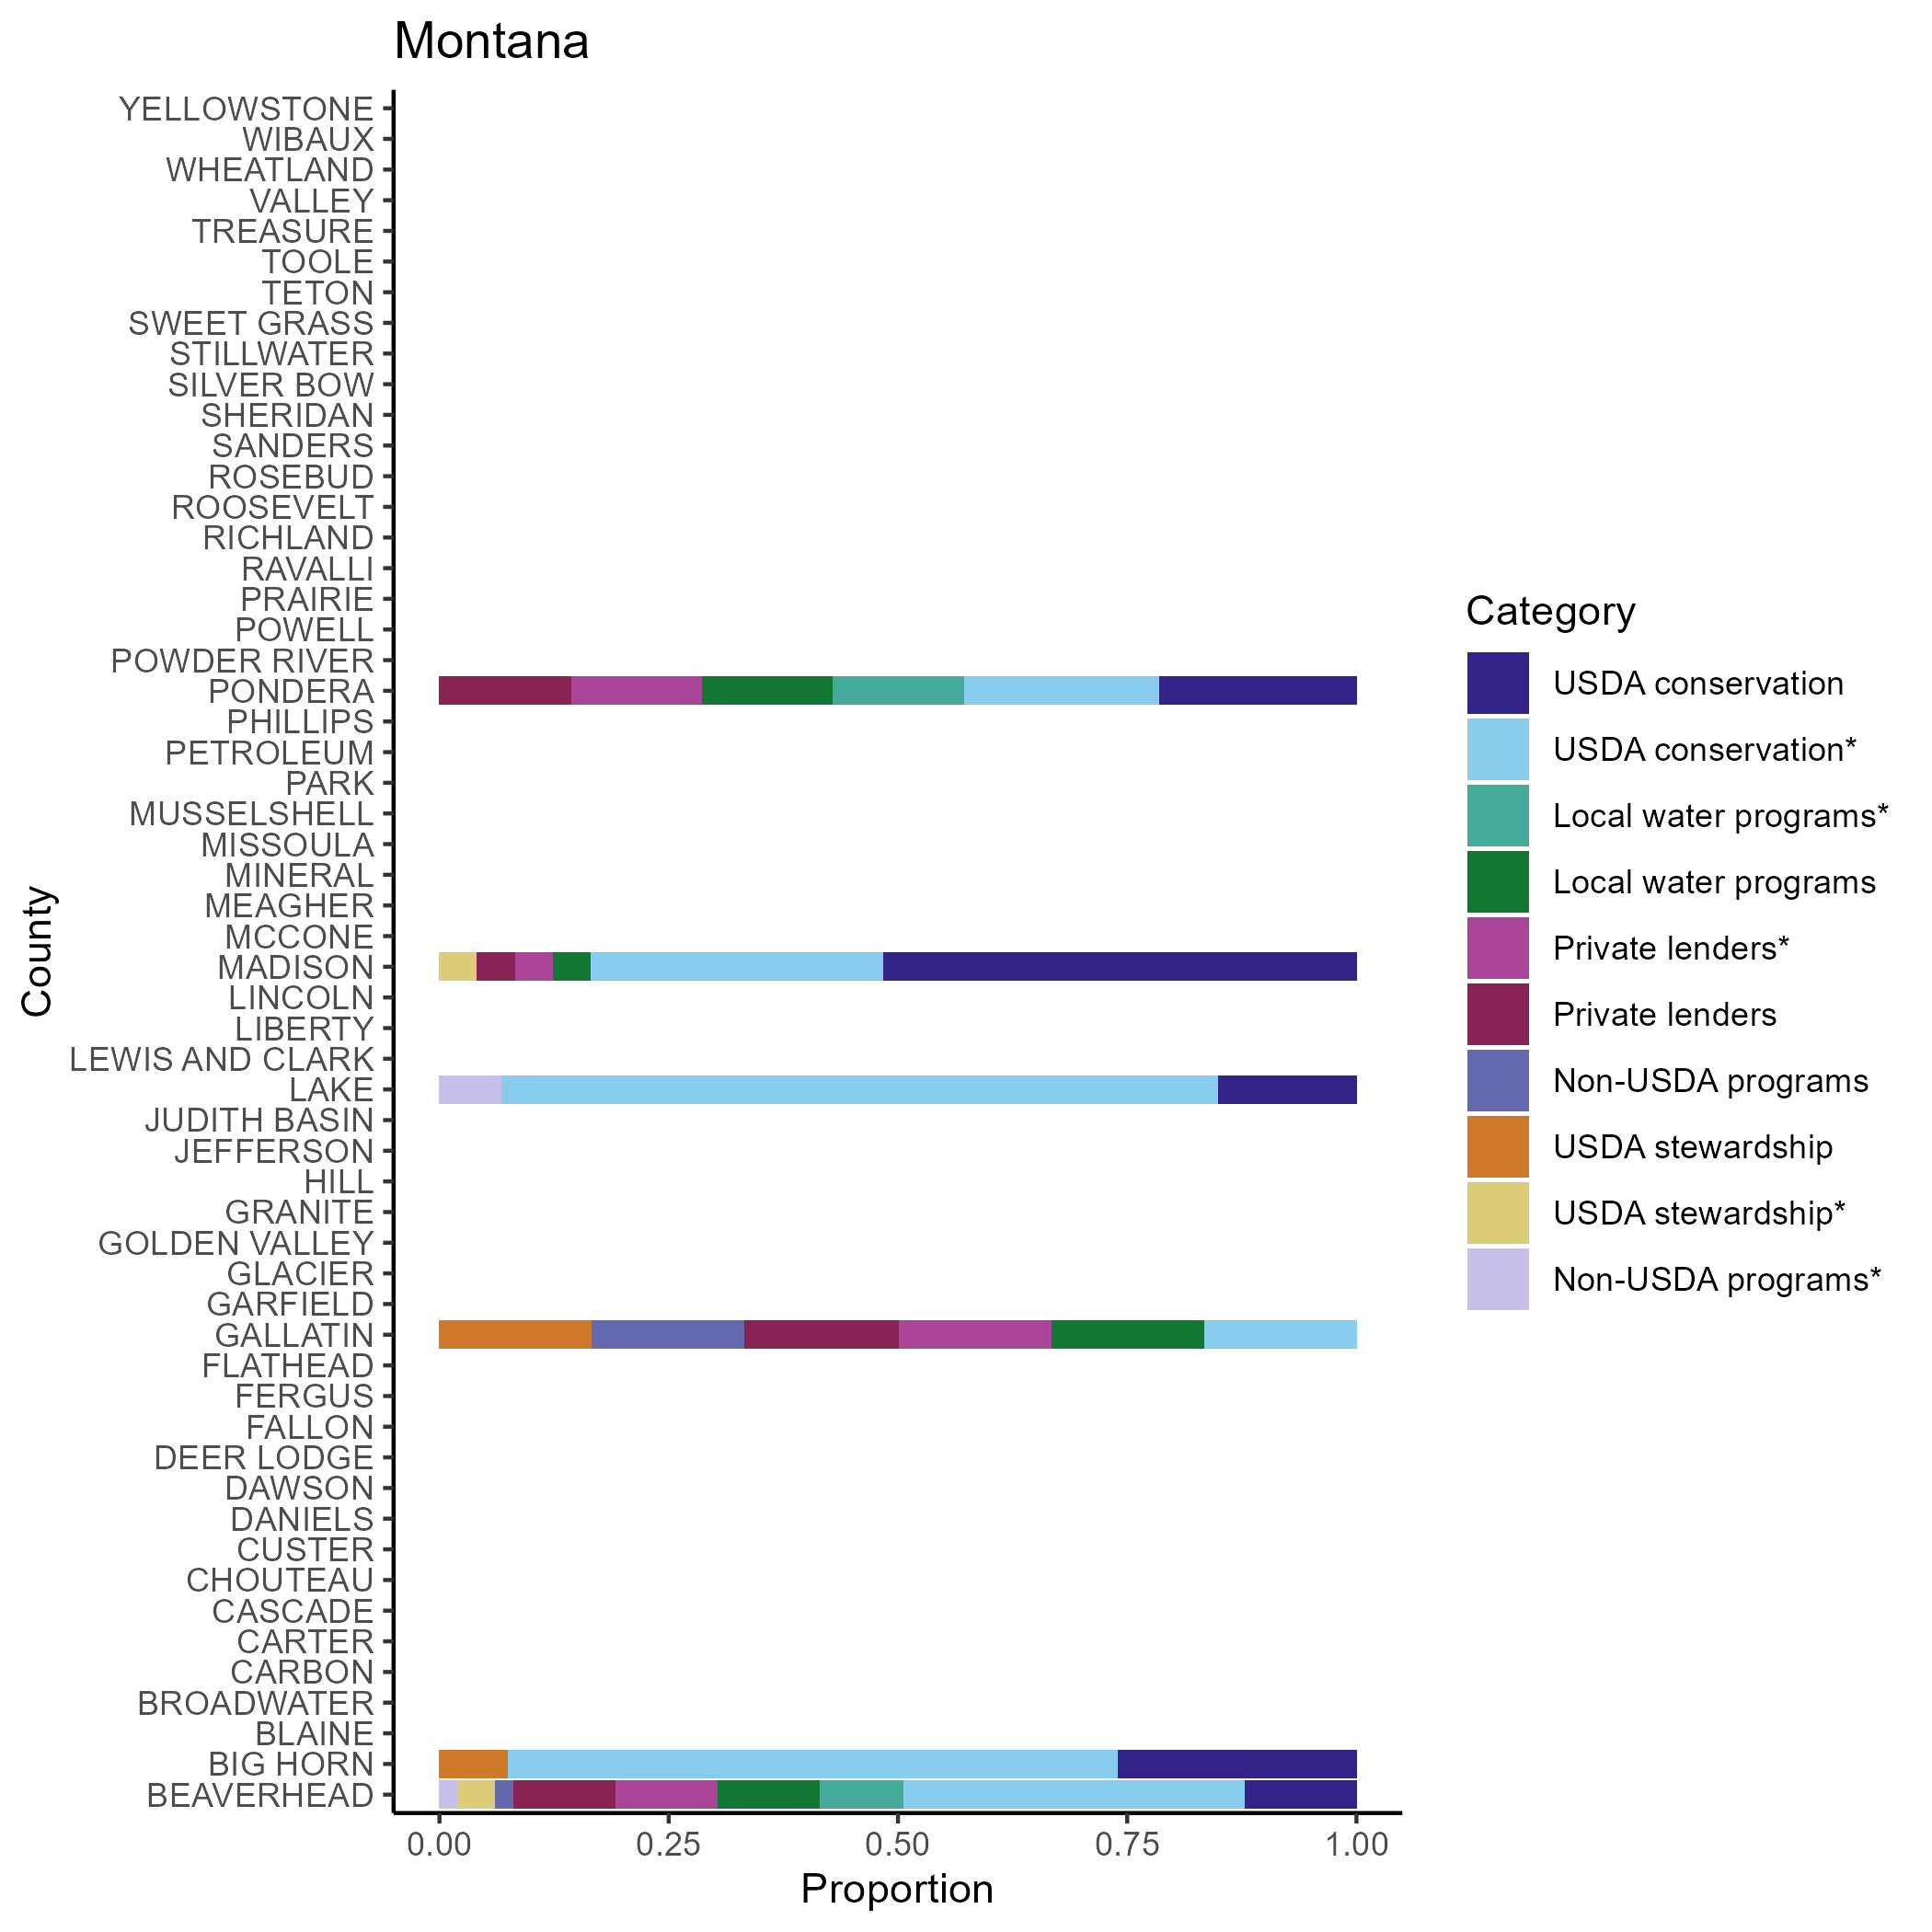 Montana
YELLOWSTONE
WIBAUX
WHEATLAND
VALLEY
TREASURE
TOOLE
TETON
SWEET GRASS
STILLWATER
SILVER BOW
SHERIDAN
SANDERS
ROSEBUD
ROOSEVELT
RICHLAND
RAVALLI
PRAIRIE
POWELL
POWDER RIVER
PONDERA
PHILLIPS
PETROLEUM
PARK
MUSSELSHELL
MISSOULA
MINERAL
MEAGHER
MCCONE
MADISON
LINCOLN
LIBERTY
LEWIS AND CLARK
LAKE
JUDITH BASIN
JEFFERSON
HILL
GRANITE
GOLDEN VALLEY
GLACIER
GARFIELD
GALLATIN
FLATHEAD
FERGUS
FALLON
DEER LODGE
DAWSON
DANIELS
CUSTER
CHOUTEAU
CASCADE
CARTER
CARBON
BROADWATER
BLAINE
BIG HORN
BEAVERHEAD
County
0.00 0.25 0.50 0.75 1.00
Proportion
Category
USDA conservation
USDA conservation*
Local water programs*
Local water programs
Private lenders*
Private lenders
Non-USDA programs
USDA stewardship
USDA stewardship*
Non-USDA programs*